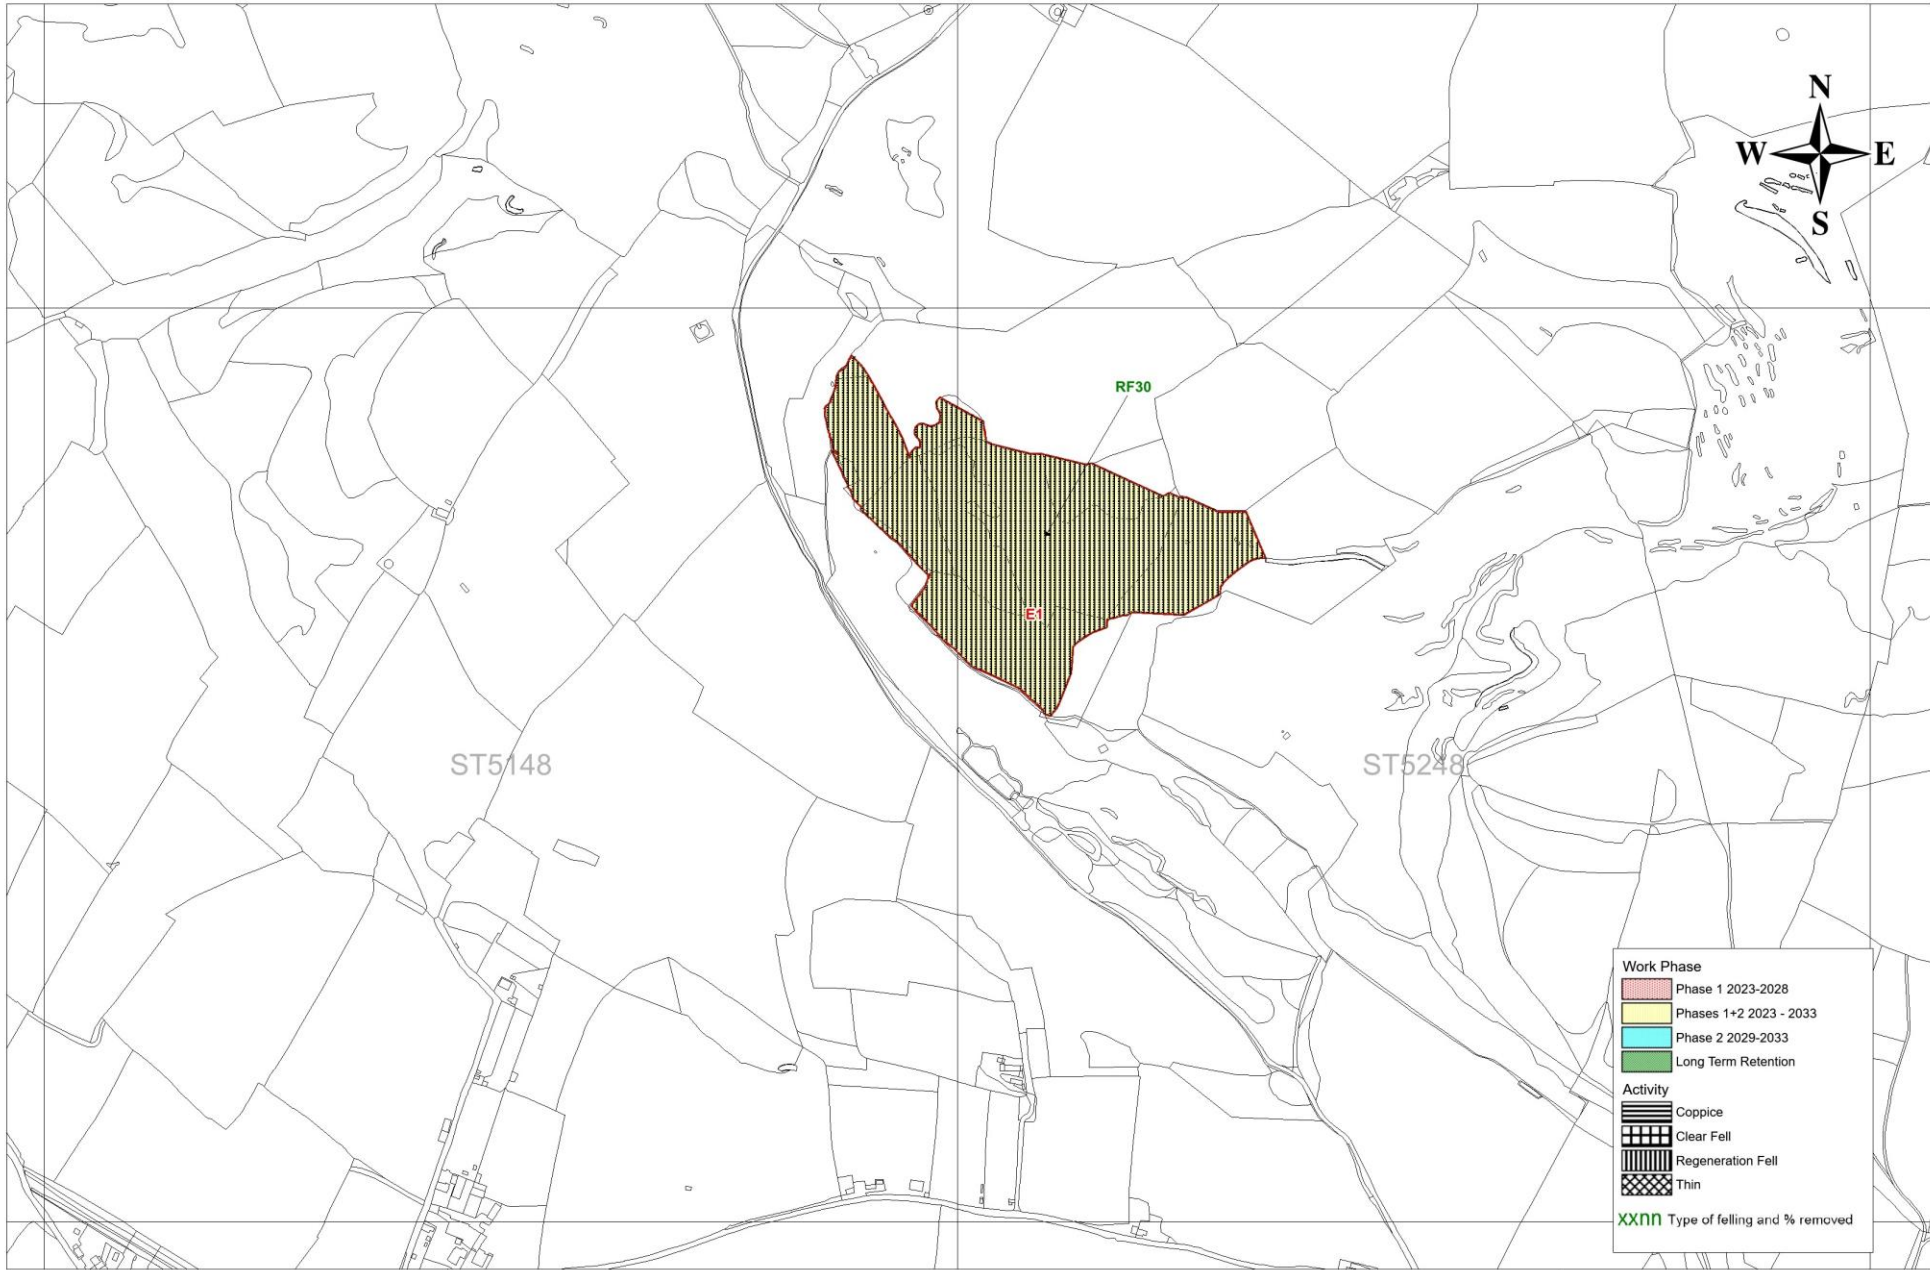 N
W E
S
RF30
E1
ST5148
ST5248
Work Phase
Phase 1 2023-2028
Phases 1+2 2023 - 2033
Phase 2 2029-2033
Long Term Retention
Activity
Coppice
Clear Fell
Regeneration Fell
Thin
xxnn Type of felling and % removed